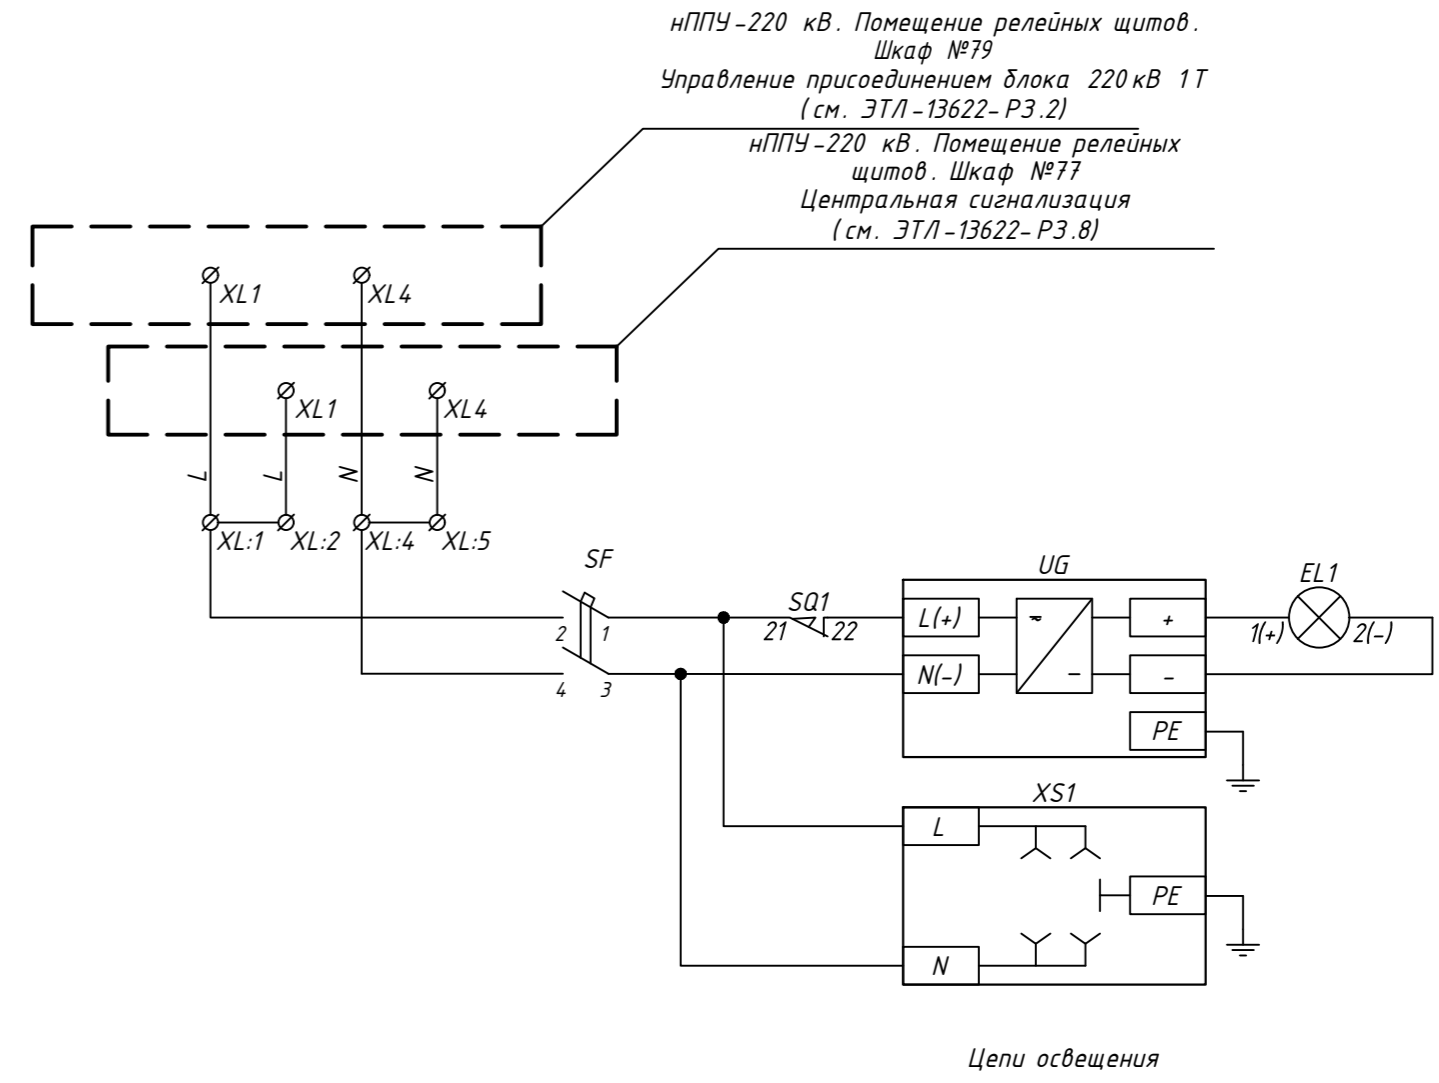 нППУ-220 кВ. Помещение релейных щитов.
Шкаф №79
Управление присоединением блока 220кВ 1Т
(см. ЭТЛ-13622-РЗ.2)
нППУ-220 кВ. Помещение релейных
щитов. Шкаф №77
Центральная сигнализация
(см. ЭТЛ-13622-РЗ.8)
XL1 XL4
XL1 XL4
L L N N
XL:1 XL:2 XL:4 XL:5
SF UG EL1
SQ1
2 1 21 22 L(+) ≂ + 1(+) 2(-)
4 3 N(-) - -
PE
XS1
L
PE
N
Цепи освещения